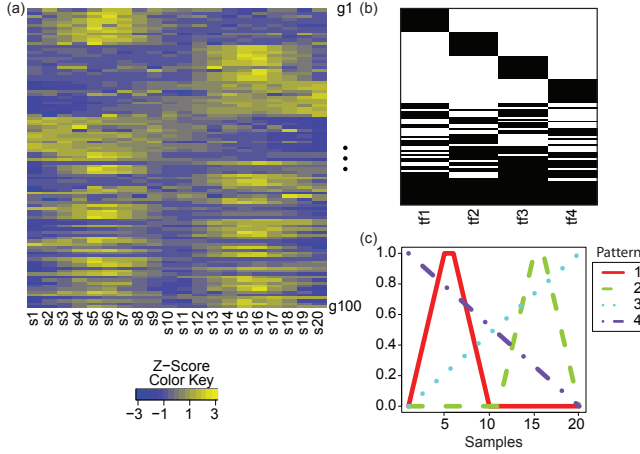 (a)
g1
g100
s1 s2 s3 s4 s5 s6 s7 s8 s9 s10 s11 s12 s13 s14 s15 s16 s17 s18 s19 s20
Z-Score
Color Key
-3 -1 1 3
(b)
tf1 tf2 tf3 tf4
(c)
1.0
0.8
0.6
0.4
0.2
0.0
5 10 15 20
Samples
Pattern
1
2
3
4